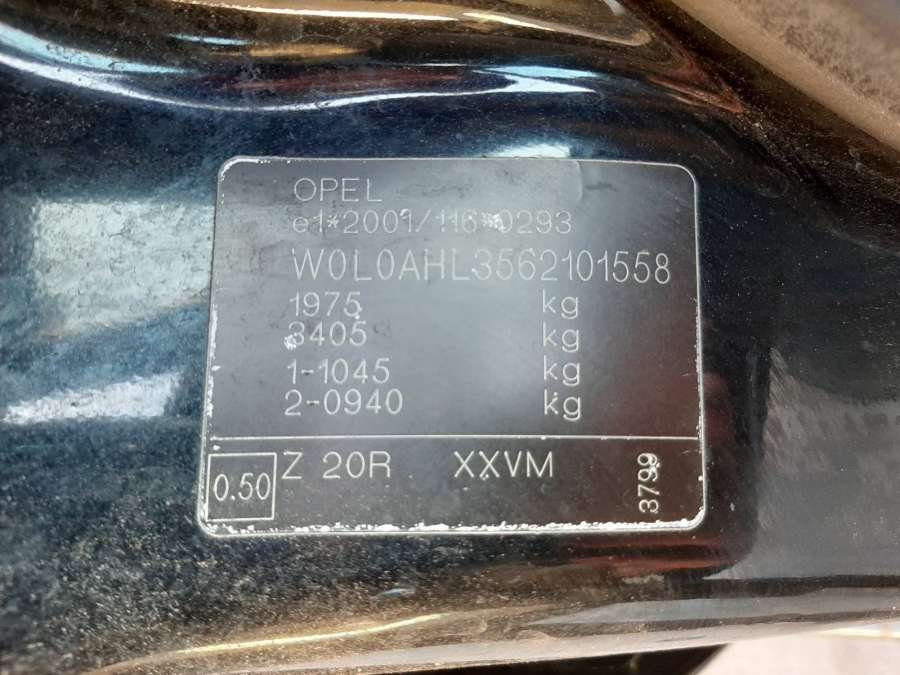 OPEL
e1*2001/116*0293
W0L0AHL3562101558
1975 kg
3405 kg
1-1045 kg
2-0940 kg
0.50 Z 20R XXVM 3799